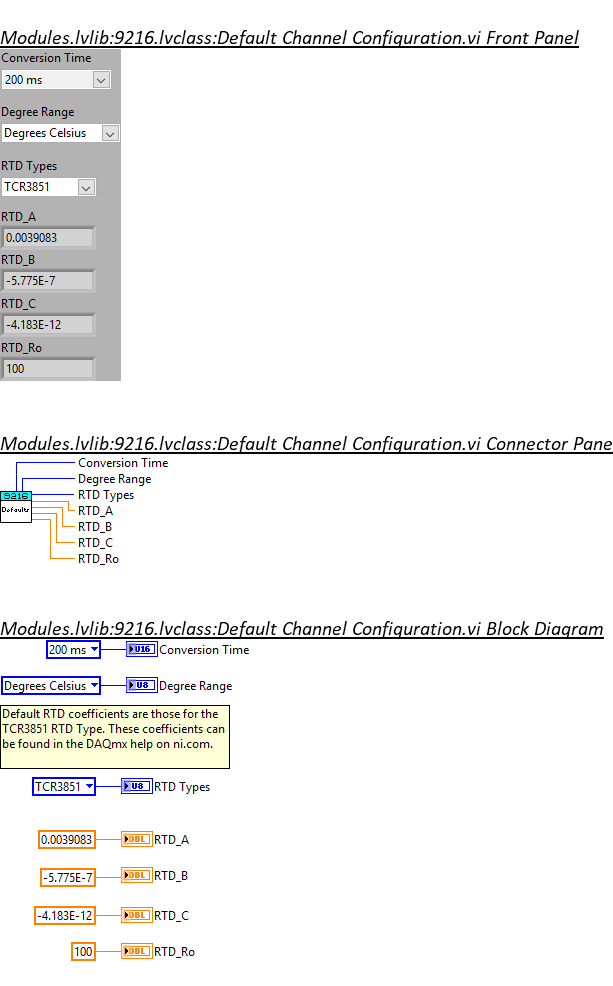 Modules.lvlib:9216.lvclass:Default Channel Configuration.vi Front Panel
Conversion Time
200 ms
Degree Range
Degrees Celsius
RTD Types
TCR3851
RTD_A
0.0039083
RTD_B
-5.775E-7
RTD_C
-4.183E-12
RTD_Ro
100
Modules.lvlib:9216.lvclass:Default Channel Configuration.vi Connector Pane
Conversion Time
Degree Range
9216
RTD Types
Defaults
RTD_A
RTD_B
RTD_C
RTD_Ro
Modules.lvlib:9216.lvclass:Default Channel Configuration.vi Block Diagram
200 ms U16 Conversion Time
Degrees Celsius U8 Degree Range
Default RTD coefficients are those for the
TCR3851 RTD Type. These coefficients can
be found in the DAQmx help on ni.com.
TCR3851 U8 RTD Types
0.0039083 DBL RTD_A
-5.775E-7 DBL RTD_B
-4.183E-12 DBL RTD_C
100 DBL RTD_Ro